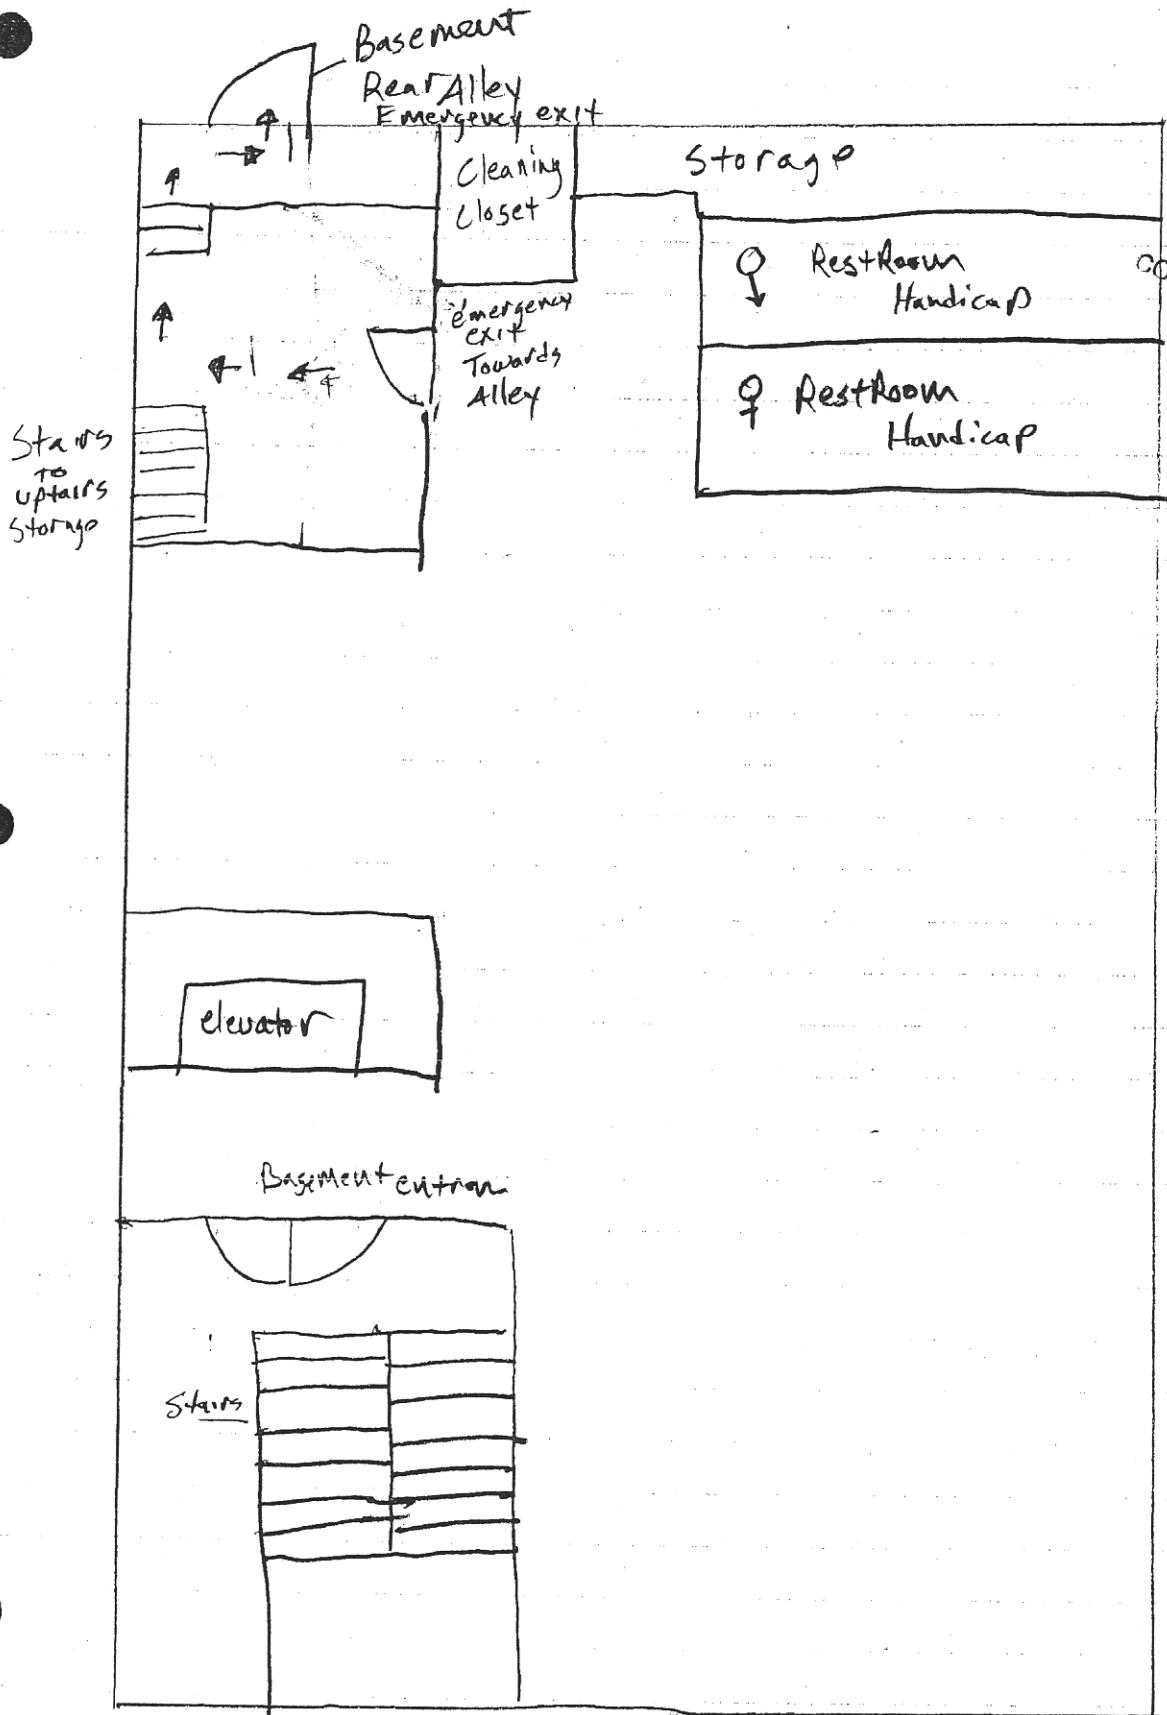 Basement
Rear Alley
Emergency exit
Cleaning
Closet
Storage
RestRoom
Handicap
emergency
exit
Towards
Alley
RestRoom
Handicap
Stairs
to
uptairs
Storage
elevator
Basement entran
Stairs